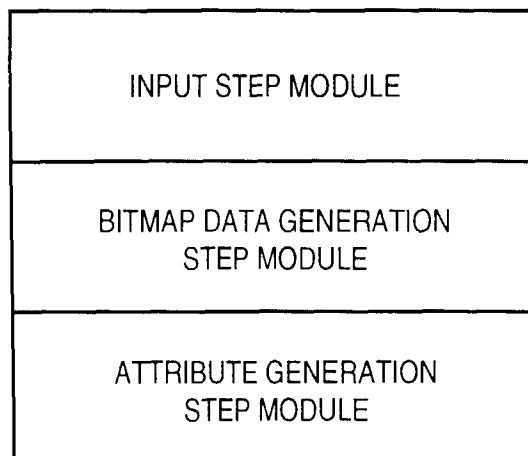 INPUT STEP MODULE
BITMAP DATA GENERATION
STEP MODULE
ATTRIBUTE GENERATION
STEP MODULE